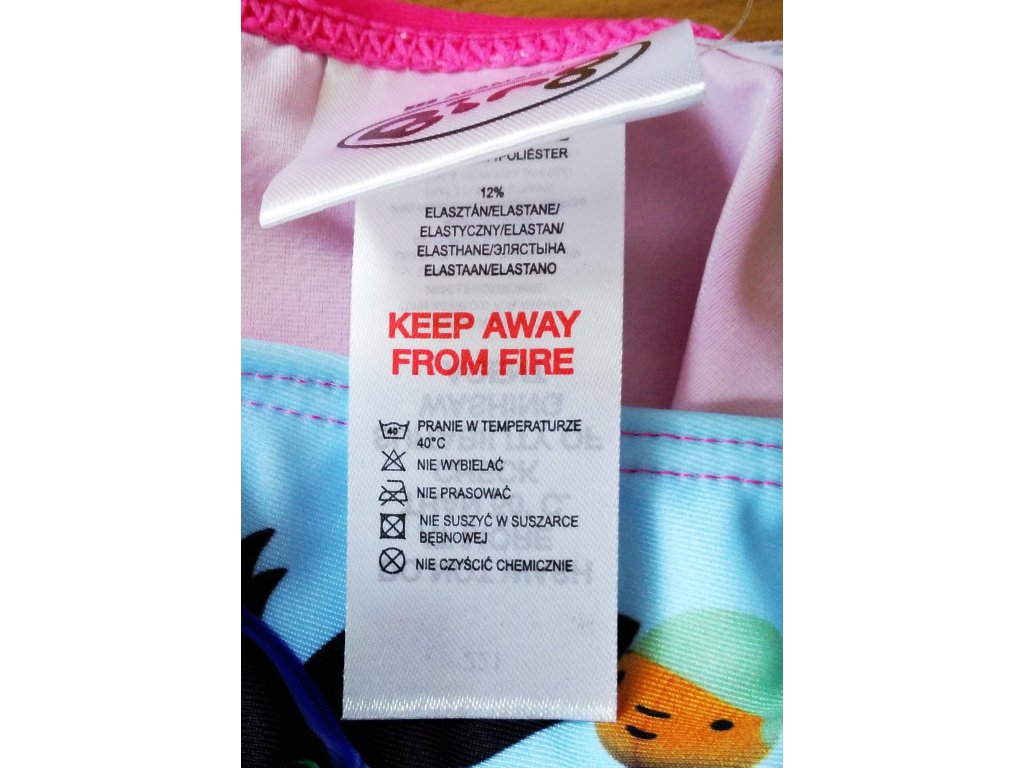 /POLIÉSTER
12%
ELASZTÁN/ELASTANE/
ELASTYCZNY/ELASTAN/
ELASTHANE/ЭЛЯСТЫНА
ELASTAAN/ELASTANO
KEEP AWAY
FROM FIRE
40°
PRANIE W TEMPERATURZE
40°C
NIE WYBIELAĆ
NIE PRASOWAĆ
NIE SUSZYĆ W SUSZARCE
BĘBNOWEJ
NIE CZYŚCIĆ CHEMICZNIE